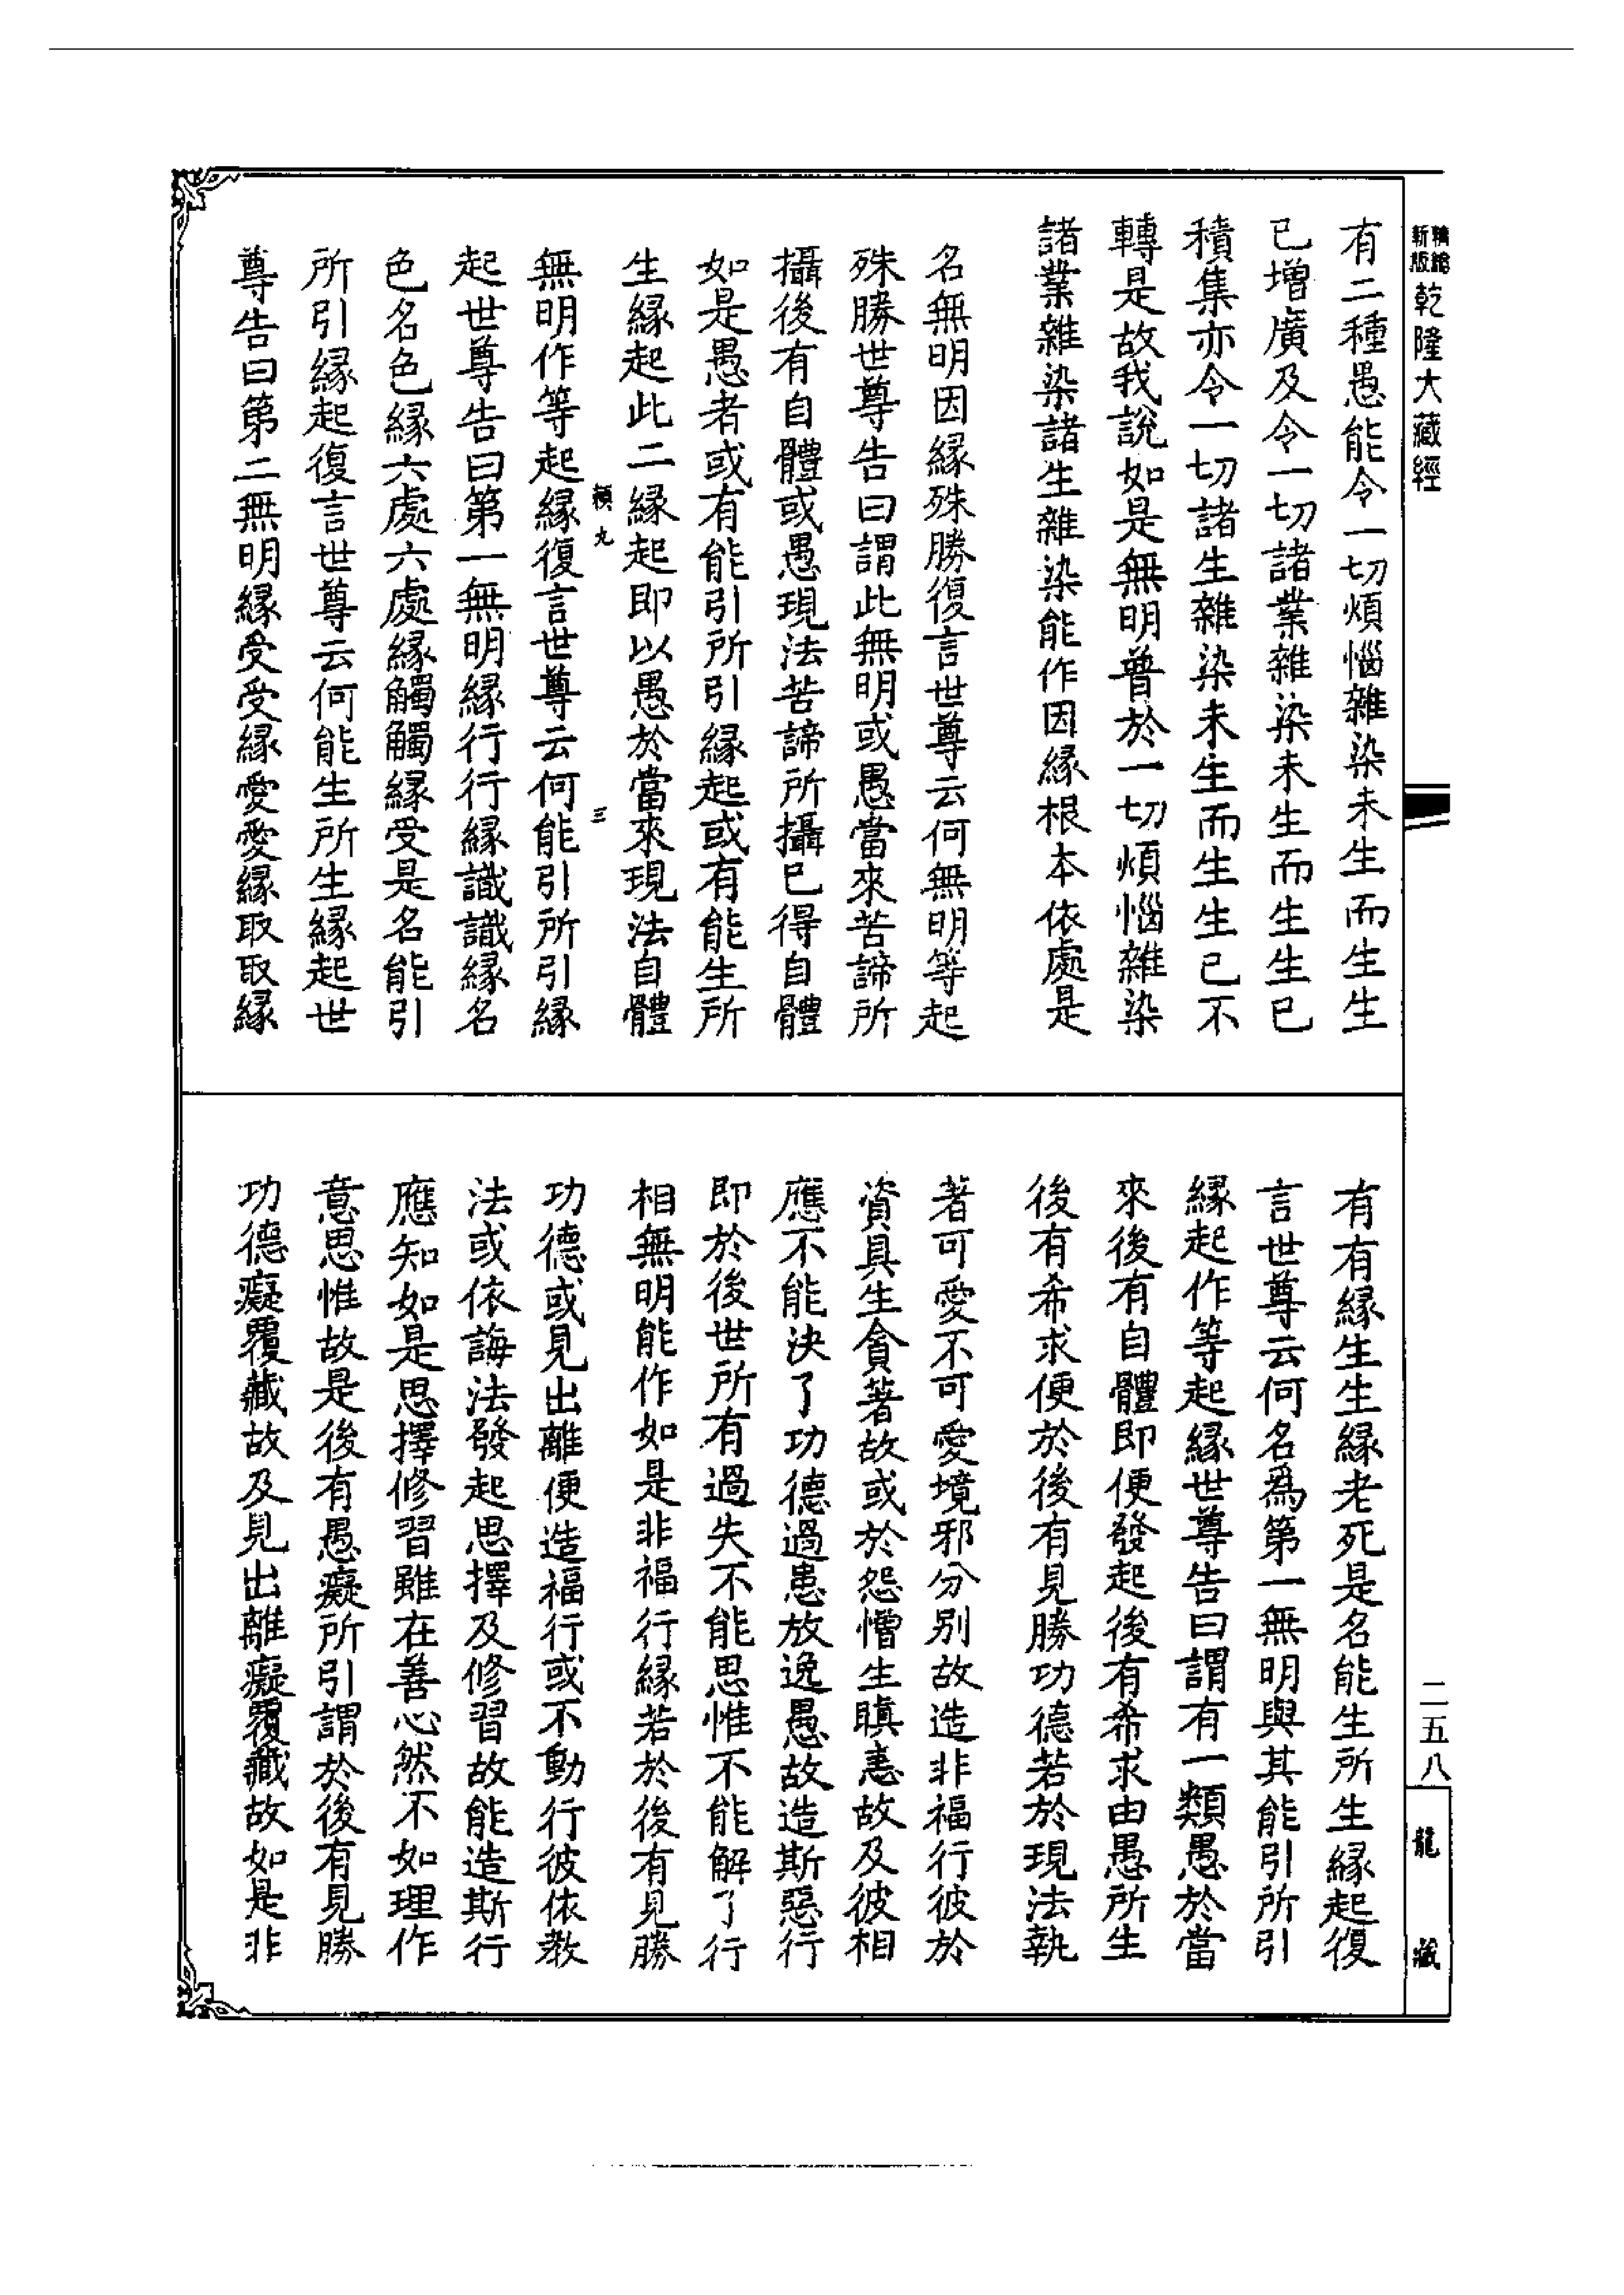 精縮
新版
乾隆大藏經
有二種愚能令一切煩惱雜染未生而生生
已增廣及令一切諸業雜染未生而生生已
積集亦令一切諸生雜染未生而生生已不
轉是故我說如是無明普於一切煩惱雜染
諸業雜染諸生雜染能作因緣根本依處是
名無明因緣殊勝復言世尊云何無明等起
殊勝世尊告曰謂此無明或愚當來苦諦所
攝後有自體或愚現法苦諦所攝已得自體
如是愚者或有能引所引緣起或有能生所
生緣起此二緣起即以愚於當來現法自體
穎九 三
無明作等起緣復言世尊云何能引所引緣
起世尊告曰第一無明緣行行緣識識緣名
色名色緣六處六處緣觸觸緣受是名能引
所引緣起復言世尊云何能生所生緣起世
尊告曰第二無明緣受受緣愛愛緣取取緣
有有緣生生緣老死是名能生所生緣起復
言世尊云何名為第一無明與其能引所引
緣起作等起緣世尊告曰謂有一類愚於當
來後有自體即便發起後有希求由愚所生
後有希求便於後有見勝功德若於現法執
著可愛不可愛境邪分別故造非福行彼於
資具生貪著故或於怨憎生瞋恚故及彼相
應不能決了功德過患放逸愚故造斯惡行
即於後世所有過失不能思惟不能解了行
相無明能作如是非福行緣若於後有見勝
功德或見出離便造福行或不動行彼依教
法或依誨法發起思擇及修習故能造斯行
應知如是思擇修習雖在善心然不如理作
意思惟故是後有愚癡所引謂於後有見勝
功德癡覆藏故及見出離癡覆藏故如是非
二五八
龍藏